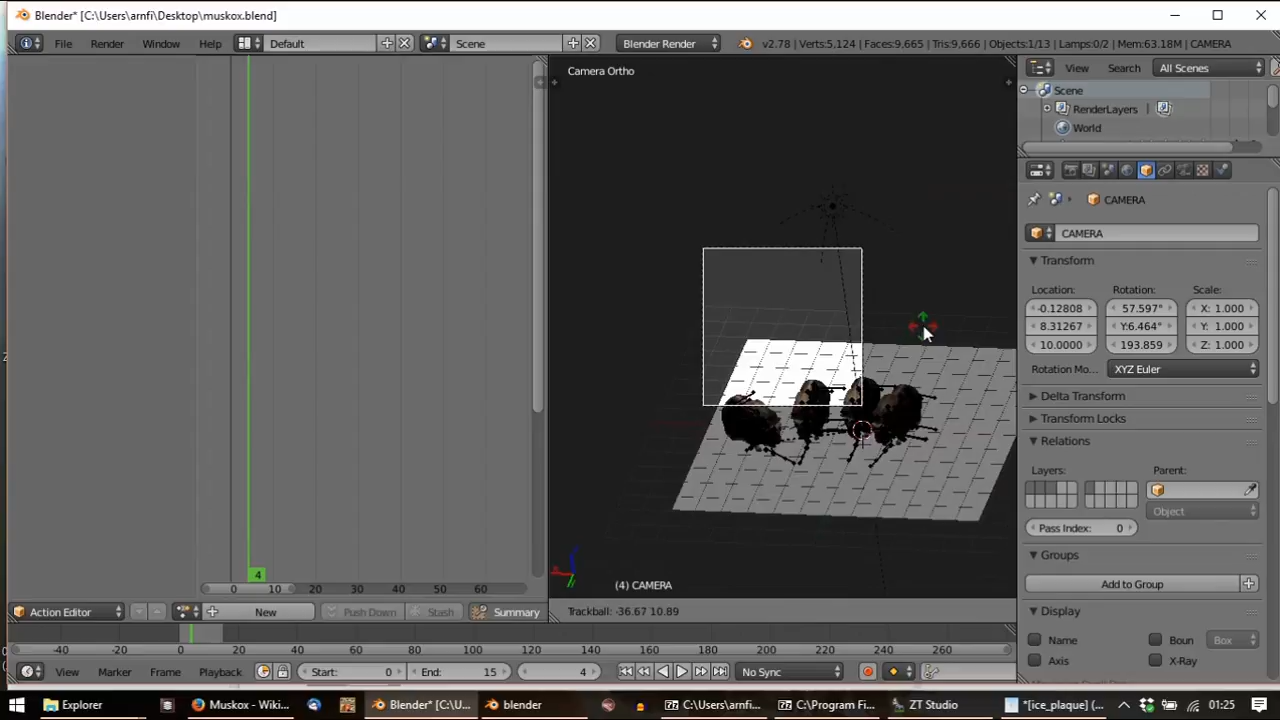 Blender* [C:\Users\arnfi\Desktop\muskox.blend]
File Render Window Help Default Scene Blender Render v2.78 | Verts:5,124 | Faces:9,665 | Tris:9,666 | Objects:1/13 | Lamps:0/2 | Mem:63.18M | CAMERA
Camera Ortho
View Search All Scenes
Scene
RenderLayers
World
CAMERA
CAMERA
Transform
Location: Rotation: Scale:
-0.12808 57.597° X: 1.000
8.31267 Y:6.464° Y: 1.000
10.0000 193.859 Z: 1.000
Rotation Mo... XYZ Euler
Delta Transform
Transform Locks
Relations
Layers: Parent:
Object
Pass Index: 0
Groups
Add to Group
Display
Name Boun Box
Axis X-Ray
4
0 10 20 30 40 50 60
(4) CAMERA
Action Editor New Push Down Stash Summary
Trackball: -36.67 10.89
-40 -20 0 20 40 60 80 100 120 140 160 180 200 220 240 260
View Marker Frame Playback Start: 0 End: 15 4 No Sync
Explorer Muskox - Wiki... Blender* [C:\U... blender C:\Users\arnfi... C:\Program Fi... ZT Studio *[ice_plaque] (... 01:25